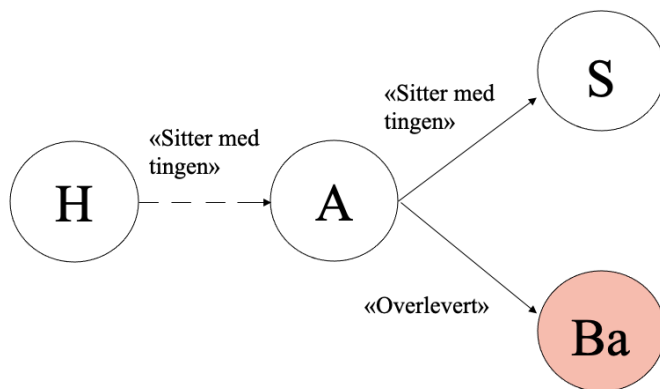 H
«Sitter med
tingen»
A
«Sitter med
tingen»
S
«Overlevert»
Ba